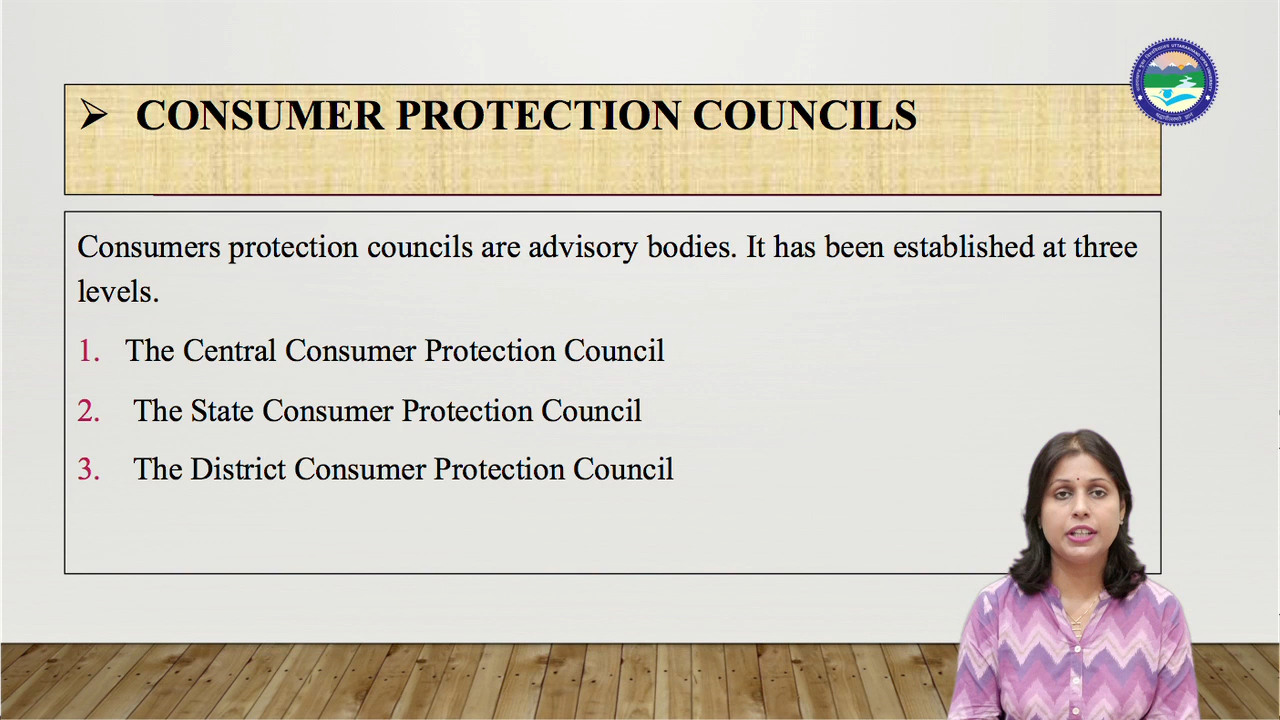 ➢ CONSUMER PROTECTION COUNCILS
Consumers protection councils are advisory bodies. It has been established at three
levels.
1. The Central Consumer Protection Council
2. The State Consumer Protection Council
3. The District Consumer Protection Council